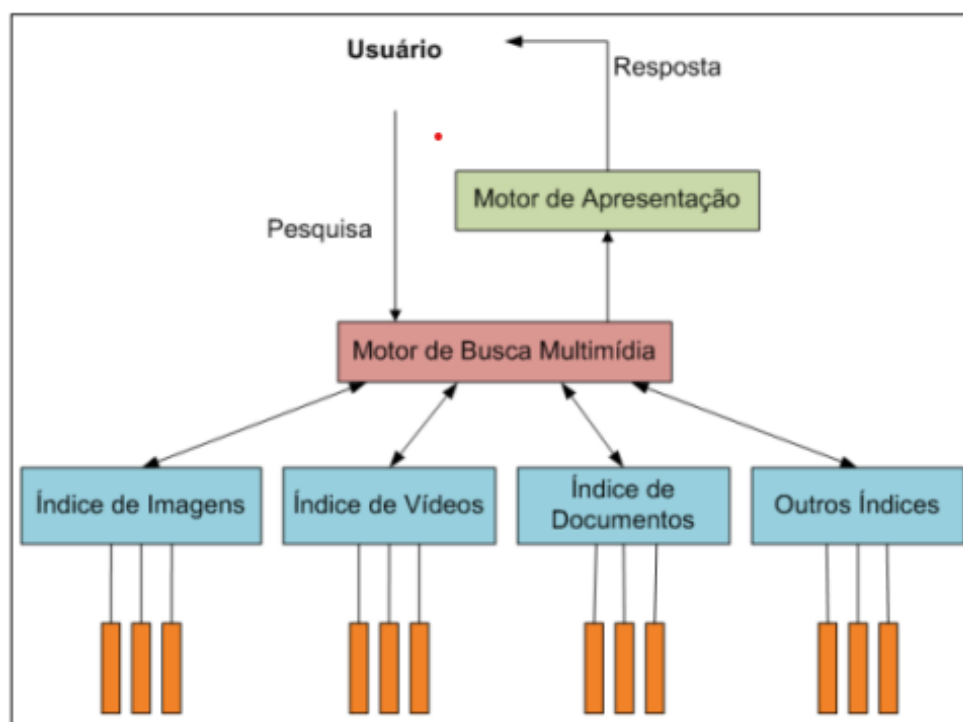 Usuário
Resposta
Motor de Apresentação
Pesquisa
Motor de Busca Multimídia
Índice de Imagens
Índice de Vídeos
Índice de
Documentos
Outros Índices